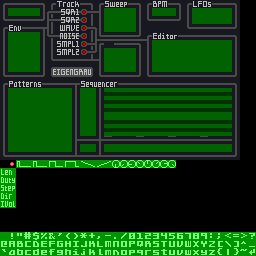 Track Sweep BPM LFOs
SQR1
SQR2
Env WAVE
NOISE Editor
SMPL1
SMPL2
EIGENGRAU
Patterns Sequencer
Len
Duty
Step
Dir
IVol
!"#$%&'()*+,-./0123456789:;<=>?
@ABCDEFGHIJKLMNOPQRSTUVWXYZ[\]^_
`abcdefghijklmnopqrstuvwxyz{|}~